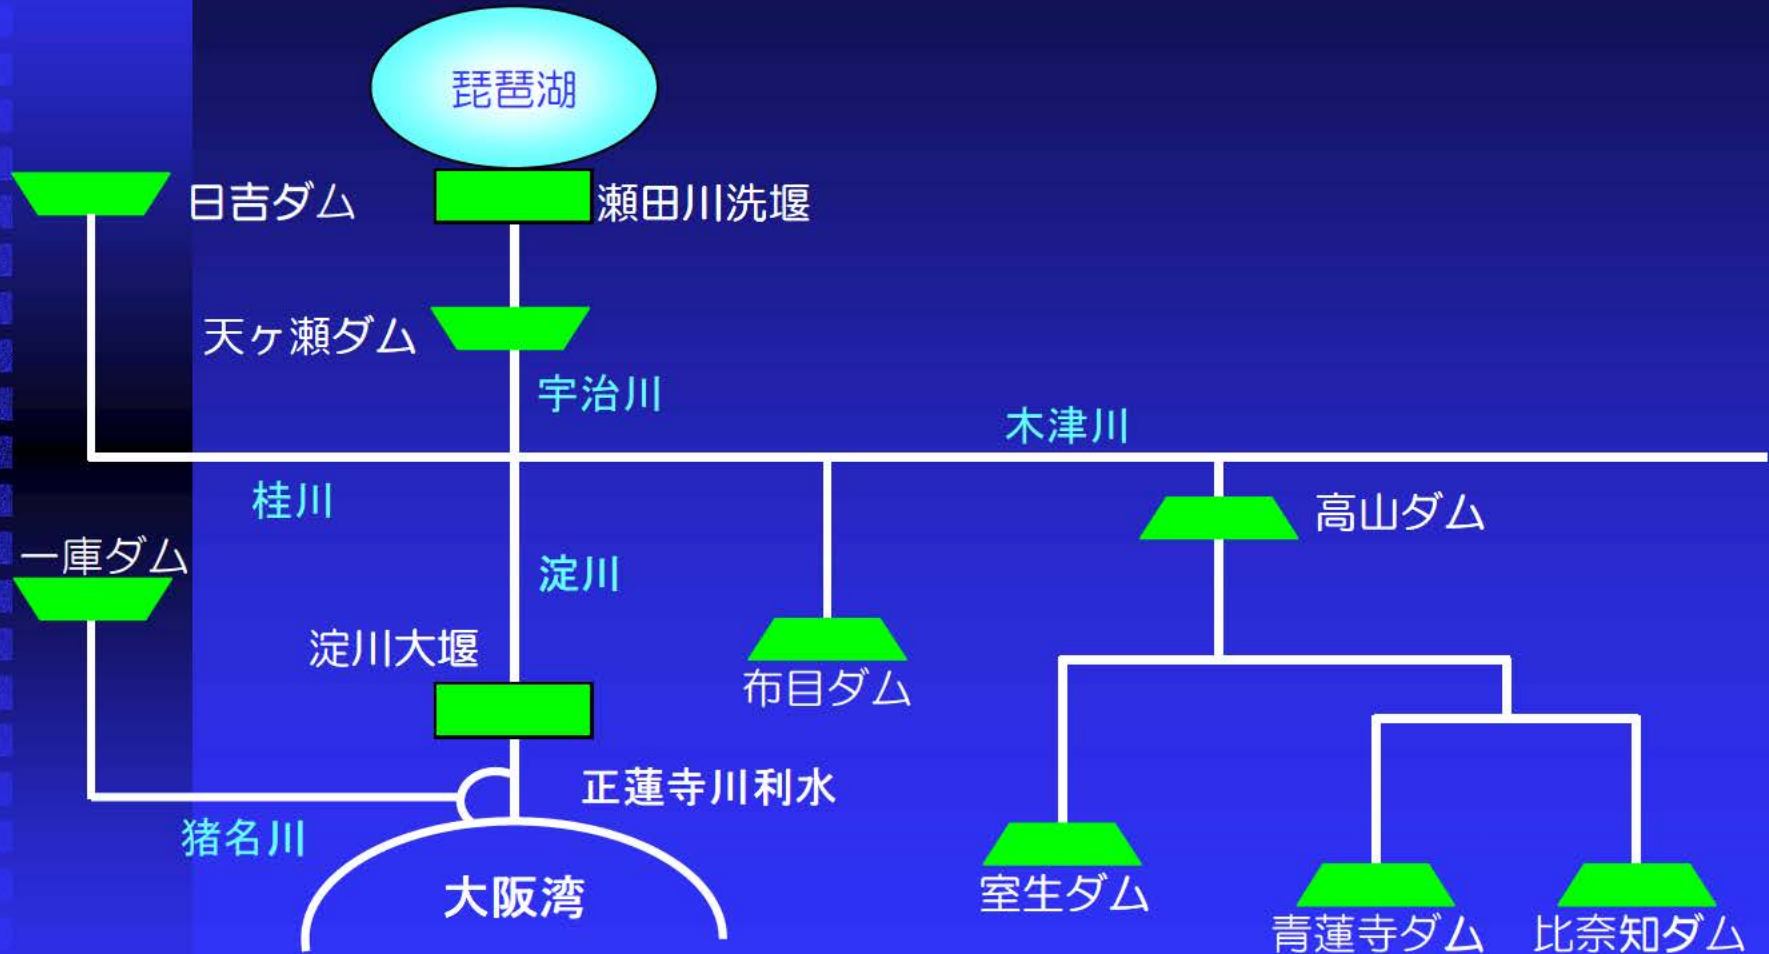 琵琶湖
日吉ダム
瀬田川洗堰
天ヶ瀬ダム
宇治川
木津川
桂川
高山ダム
一庫ダム
淀川
淀川大堰
布目ダム
正蓮寺川利水
猪名川
大阪湾
室生ダム
青蓮寺ダム
比奈知ダム